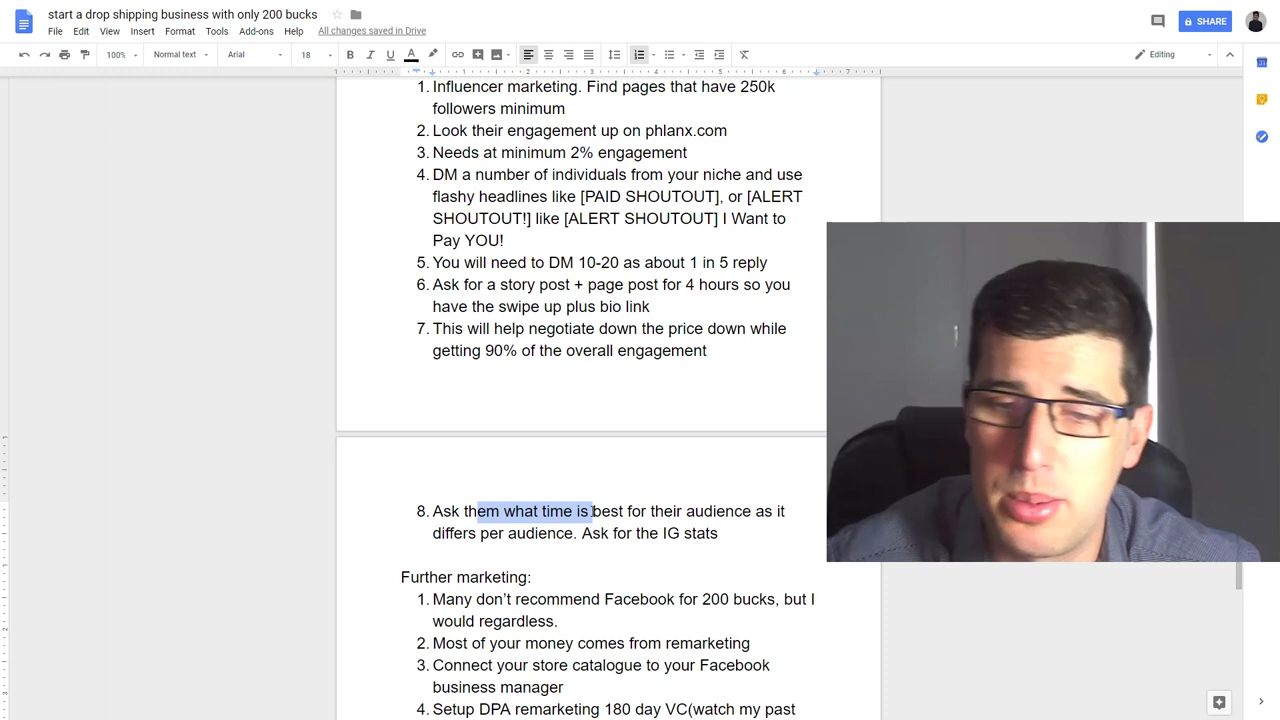 start a drop shipping business with only 200 bucks
File Edit View Insert Format Tools Add-ons Help All changes saved in Drive
SHARE
100% Normal text Arial 18 B I U A Editing
1 1 2 3 4 5 6 7
1. Influencer marketing. Find pages that have 250k
followers minimum
2. Look their engagement up on phlanx.com
3. Needs at minimum 2% engagement
4. DM a number of individuals from your niche and use
flashy headlines like [PAID SHOUTOUT], or [ALERT
SHOUTOUT!] like [ALERT SHOUTOUT] I Want to
Pay YOU!
5. You will need to DM 10-20 as about 1 in 5 reply
6. Ask for a story post + page post for 4 hours so you
have the swipe up plus bio link
7. This will help negotiate down the price down while
getting 90% of the overall engagement
8. Ask them what time is best for their audience as it
differs per audience. Ask for the IG stats
Further marketing:
1. Many don’t recommend Facebook for 200 bucks, but I
would regardless.
2. Most of your money comes from remarketing
3. Connect your store catalogue to your Facebook
business manager
4. Setup DPA remarketing 180 day VC(watch my past